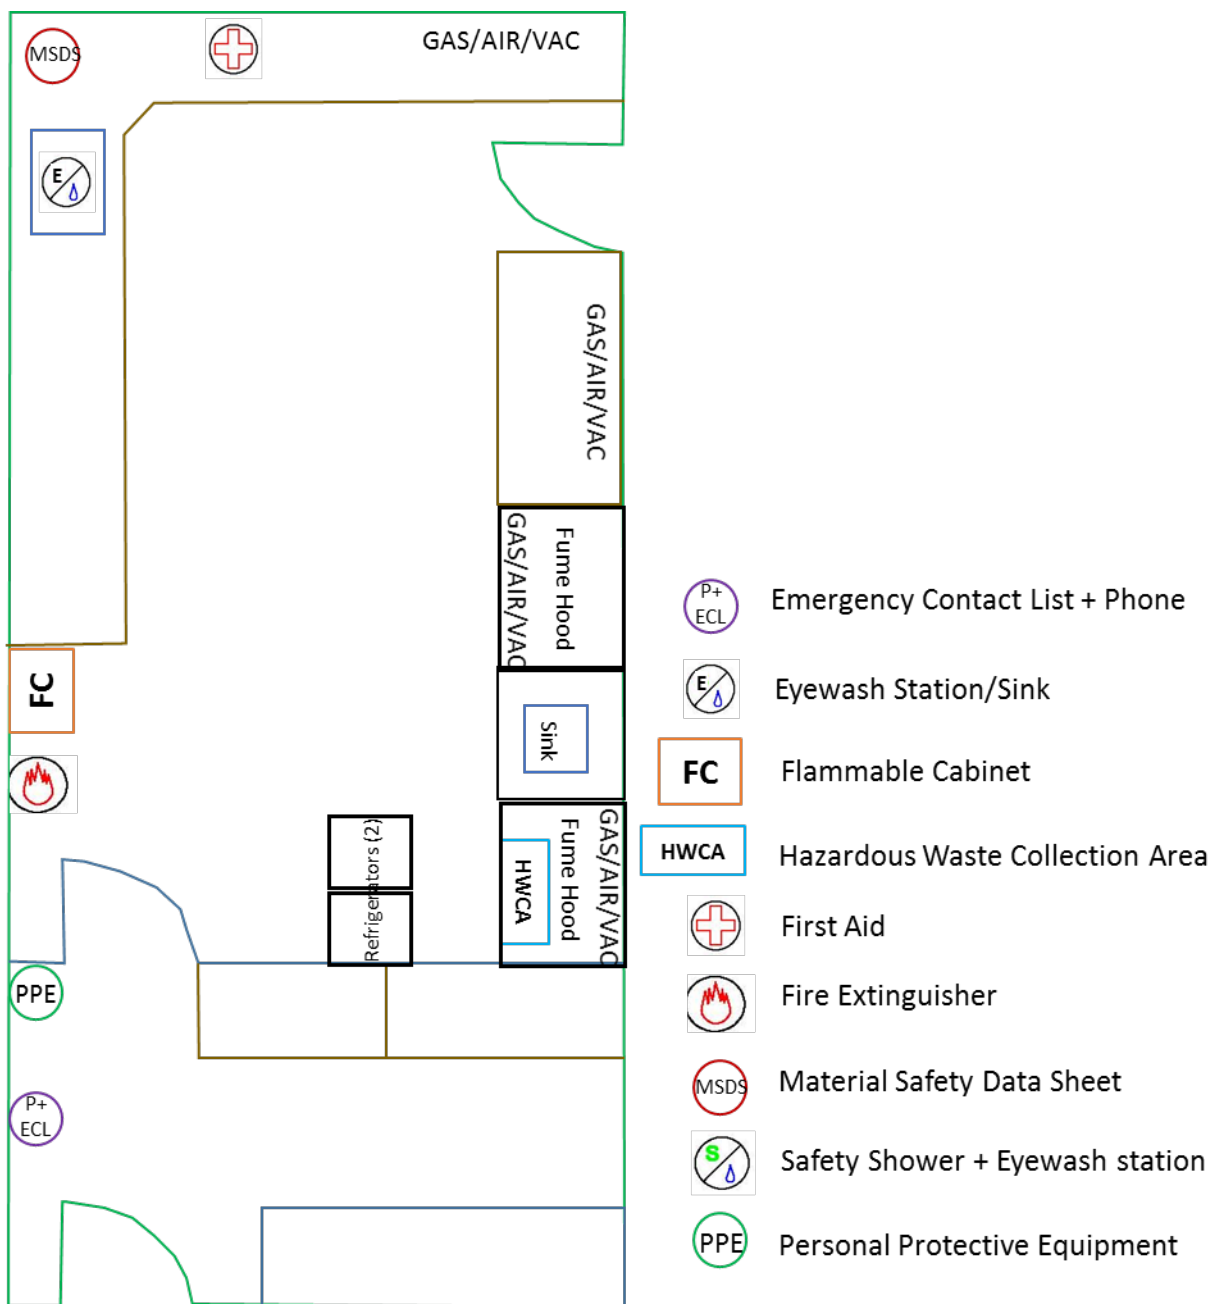 MSDS
GAS/AIR/VAC
E
GAS/AIR/VAC
GAS/AIR/VAC
Fume Hood
FC
Sink
Refrigerators (2)
HWCA
Fume Hood
GAS/AIR/VAC
PPE
P+
ECL
P+
ECL
Emergency Contact List + Phone
E
Eyewash Station/Sink
FC
Flammable Cabinet
HWCA
Hazardous Waste Collection Area
First Aid
Fire Extinguisher
MSDS
Material Safety Data Sheet
S
Safety Shower + Eyewash station
PPE
Personal Protective Equipment